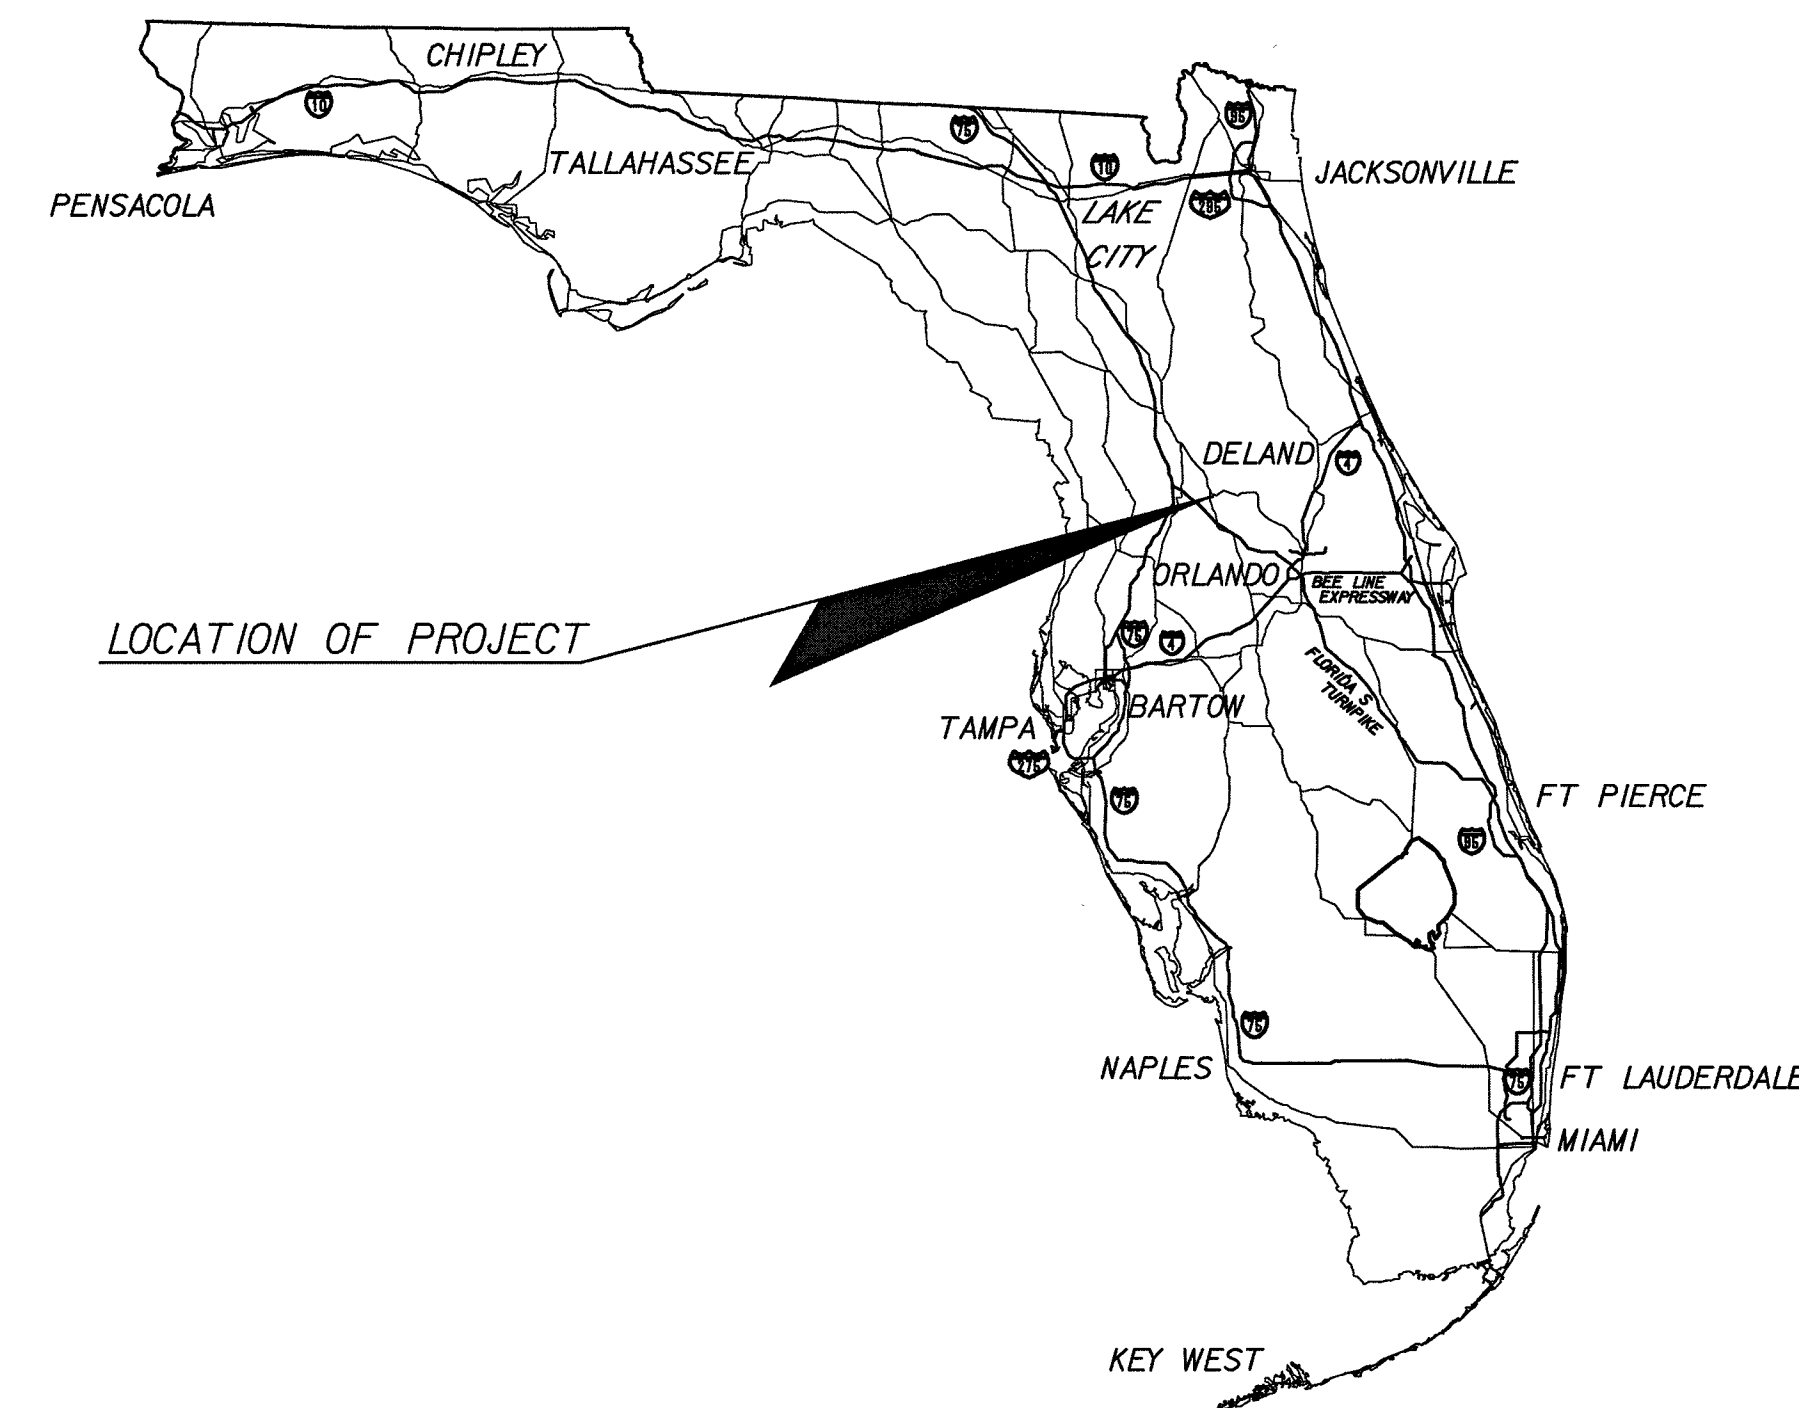 CHIPLEY
10
75
95
TALLAHASSEE
10
JACKSONVILLE
PENSACOLA
295
LAKE
CITY
DELAND
4
ORLANDO
BEE LINE
EXPRESSWAY
LOCATION OF PROJECT
75
4
FLORIDA S
TURNPIKE
BARTOW
TAMPA
275
75
FT PIERCE
95
75
NAPLES
75
FT LAUDERDALE
MIAMI
KEY WEST